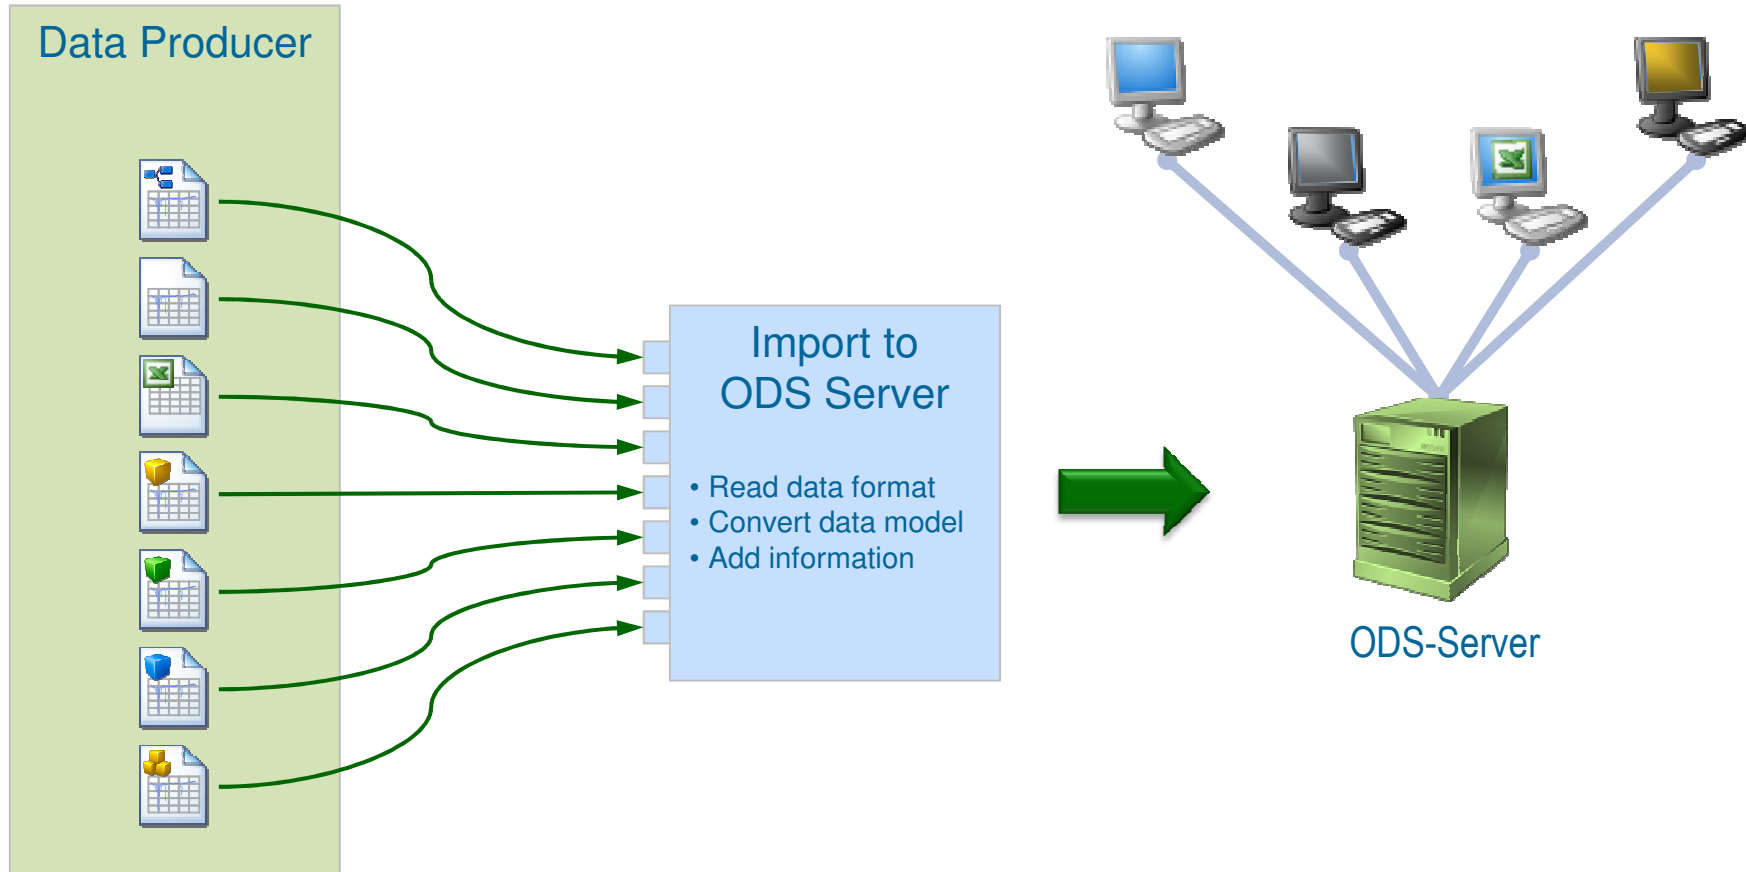 Data Producer
Import to
ODS Server
• Read data format
• Convert data model
• Add information
ODS-Server